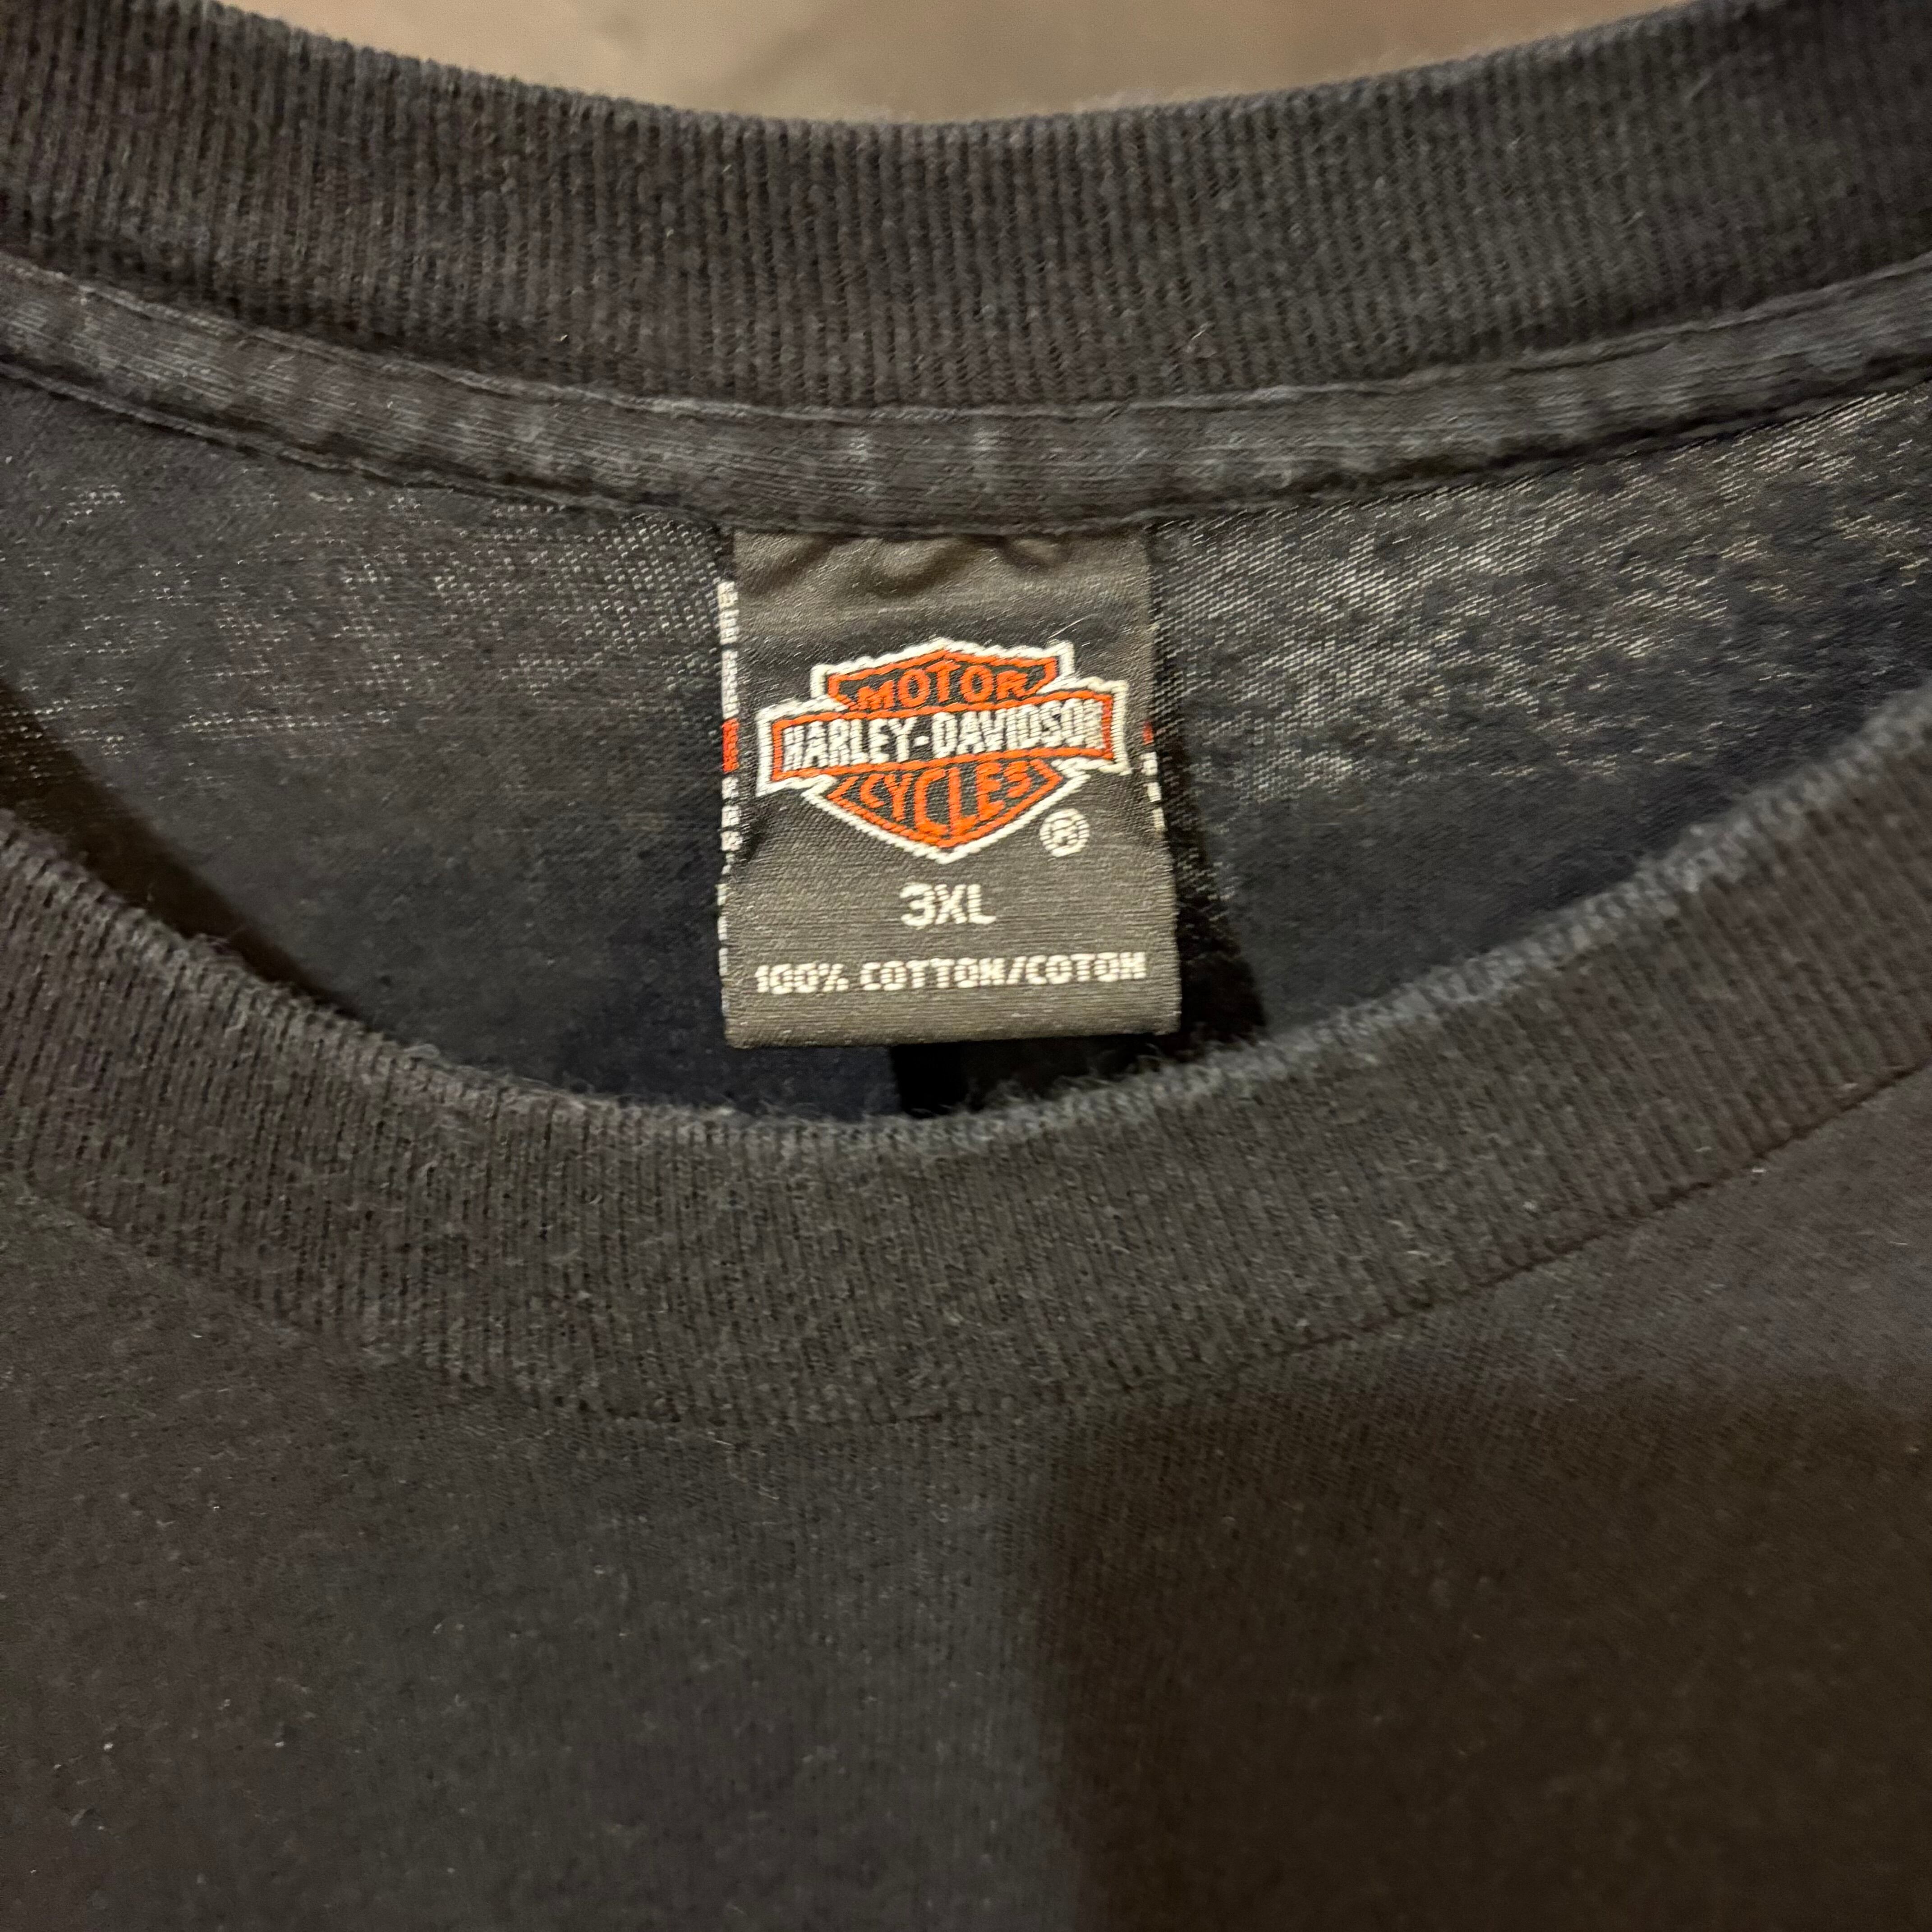 MOTOR
HARLEY-DAVIDSON
CYCLES
®
3XL
100% COTTON/COTON